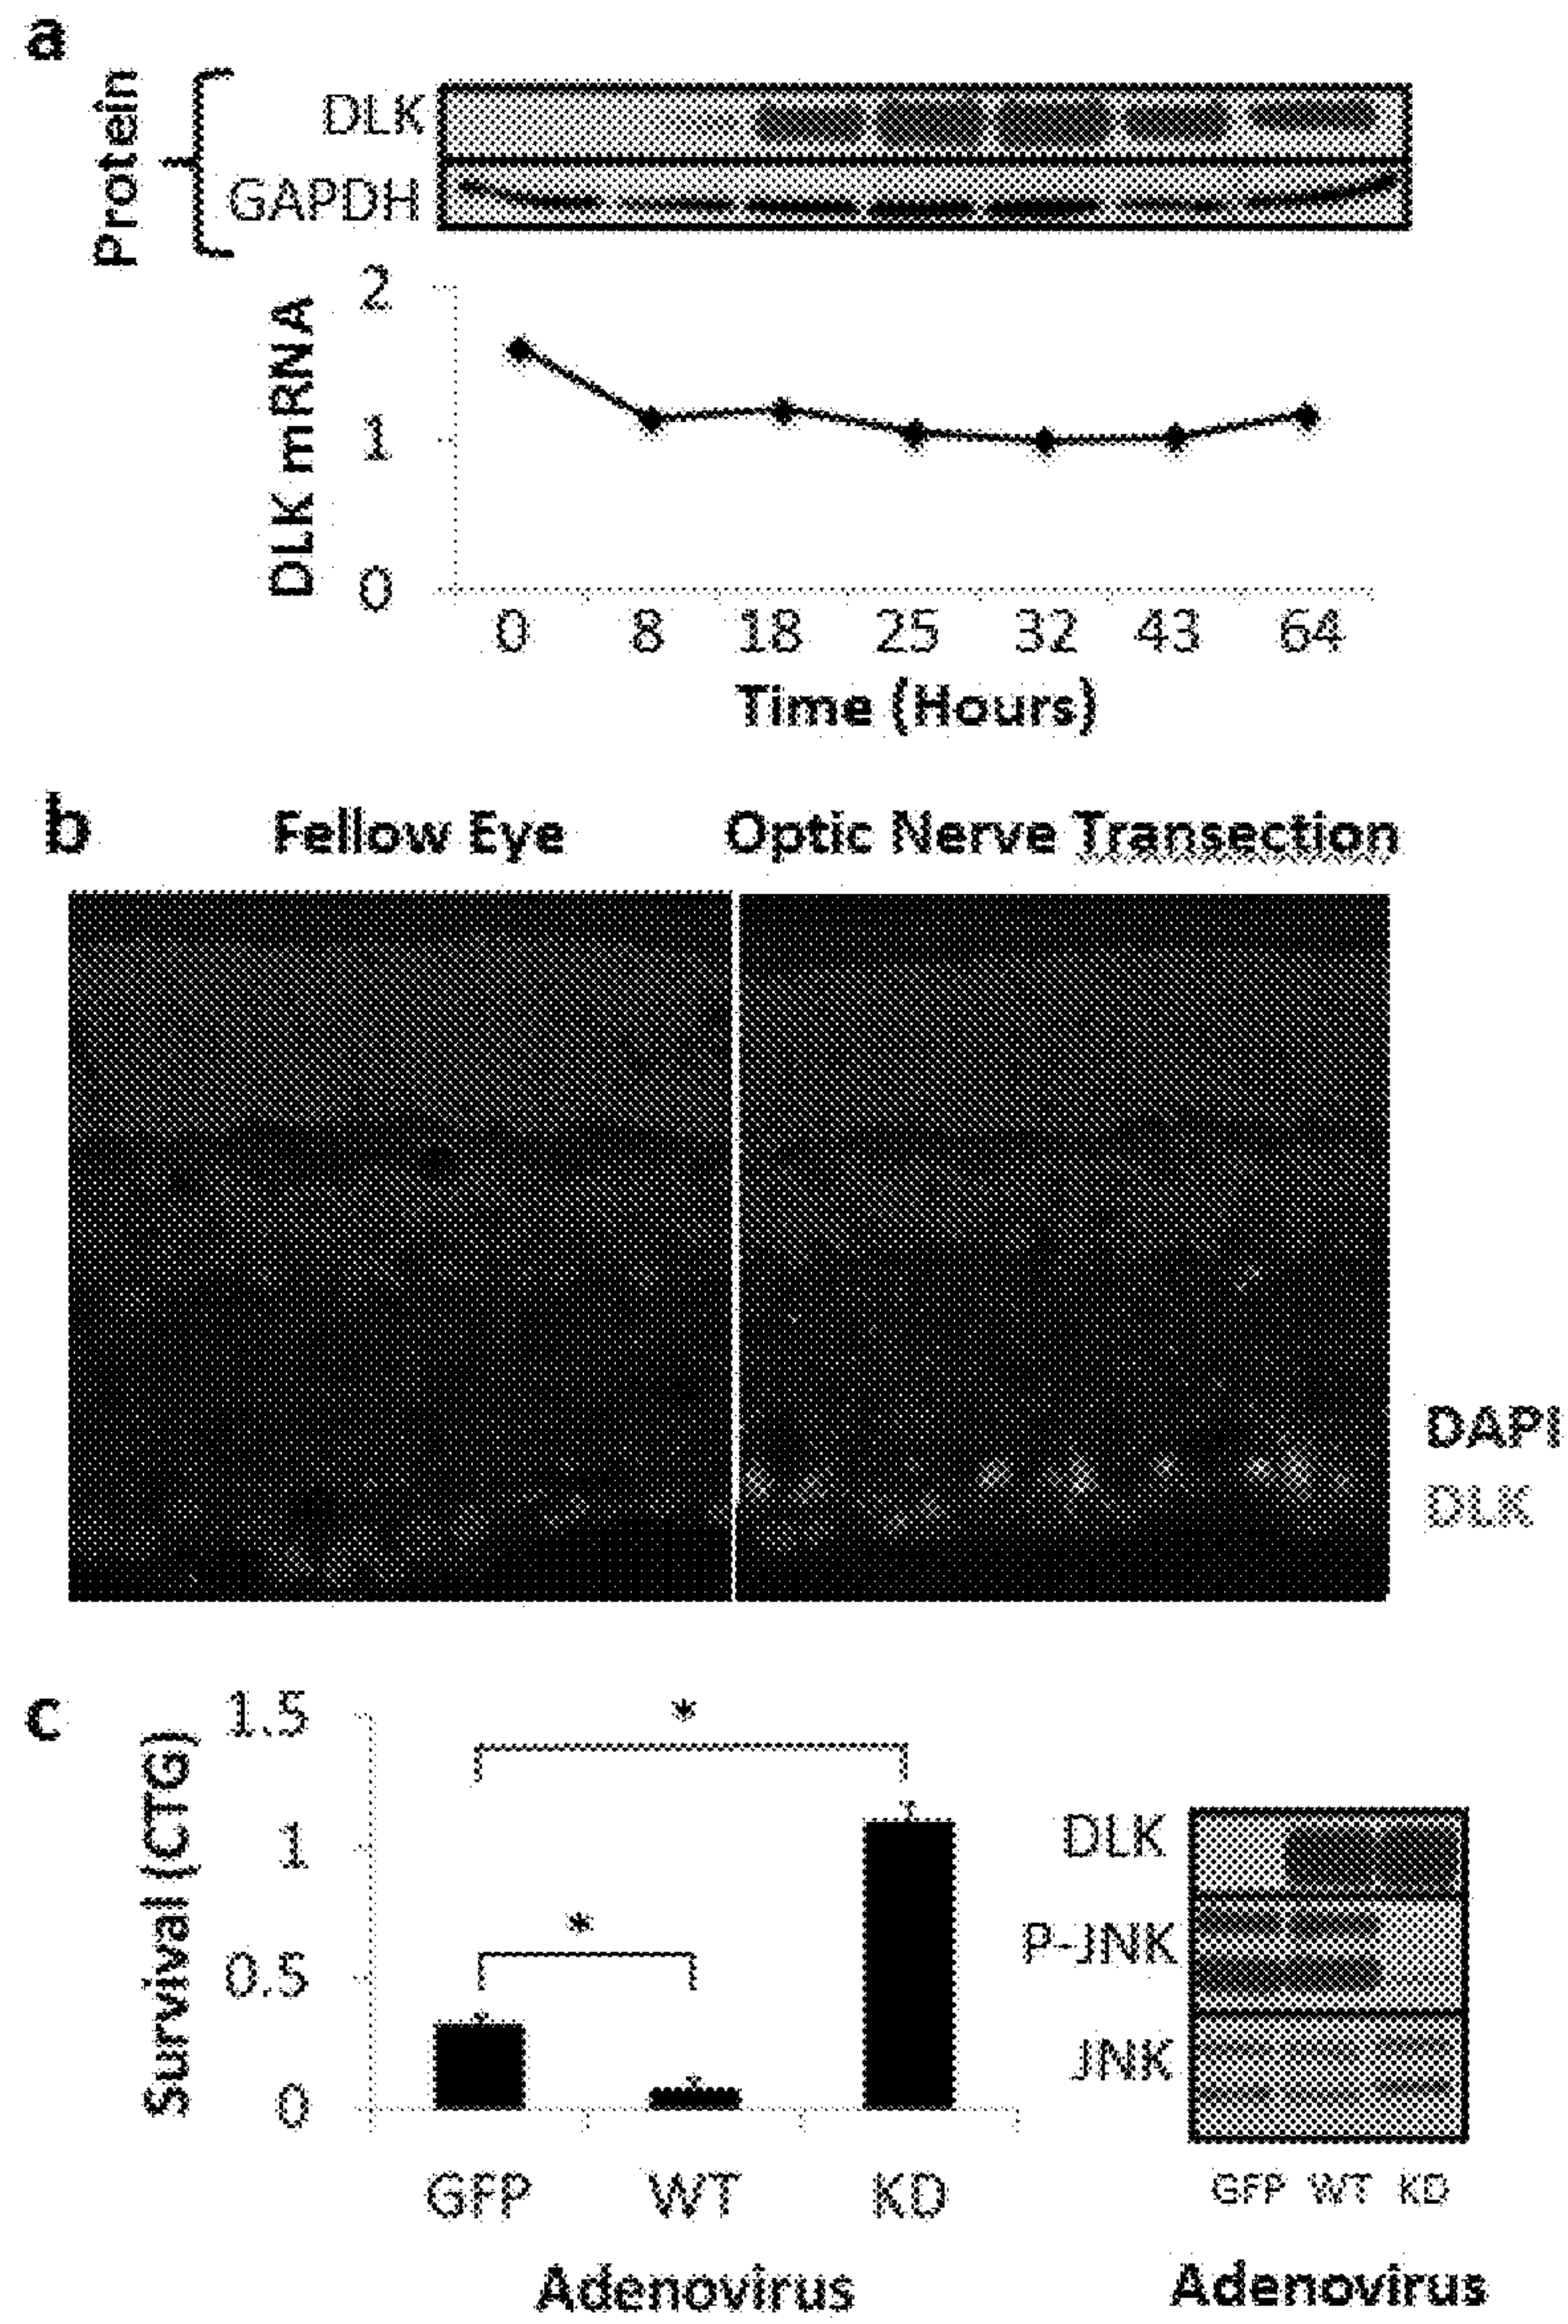 a
Protein
DLK
GAPDH
DLK mRNA
2
1
0
0 8 18 25 32 43 64
Time (Hours)
b
Fellow Eye Optic Nerve Transection
DAPI
DLK
c
Survival (CTG)
1.5
1
0.5
0
* 
*
GFP WT KD
Adenovirus
DLK
P-JNK
JNK
GFP WT KD
Adenovirus